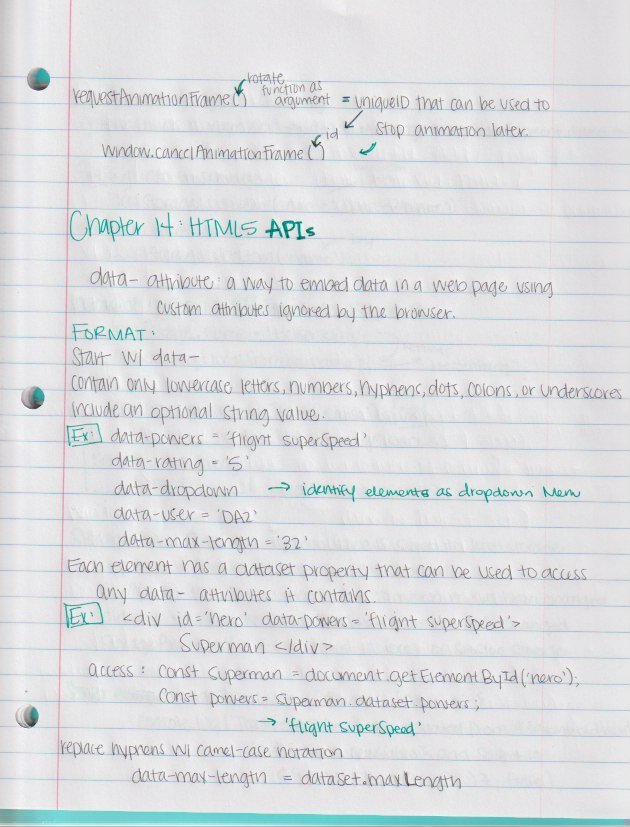 rotate
function as
requestAnimationFrame() argument = uniqueID that can be used to
id stop animation later.
window.cancelAnimationFrame()
Chapter 14: HTML5 APIs
data- attribute: a way to embed data in a web page using
custom attributes ignored by the browser.
FORMAT:
Start w/ data-
contain only lowercase letters, numbers, hyphens, dots, colons, or underscores
include an optional string value.
Ex: data-powers = 'flight superspeed'
data-rating = '5'
data-dropdown → identify elements as dropdown menu
data-user = 'DAZ'
data-max-length = '32'
Each element has a dataset property that can be used to access
any data- attributes it contains.
Ex: <div id='hero' data-powers='flight superspeed'>
Superman </div>
access: const superman = document.getElementById('hero');
const powers = superman.dataset.powers;
→ 'flight superspeed'
replace hyphens w/ camel-case notation
data-max-length = dataset.maxLength